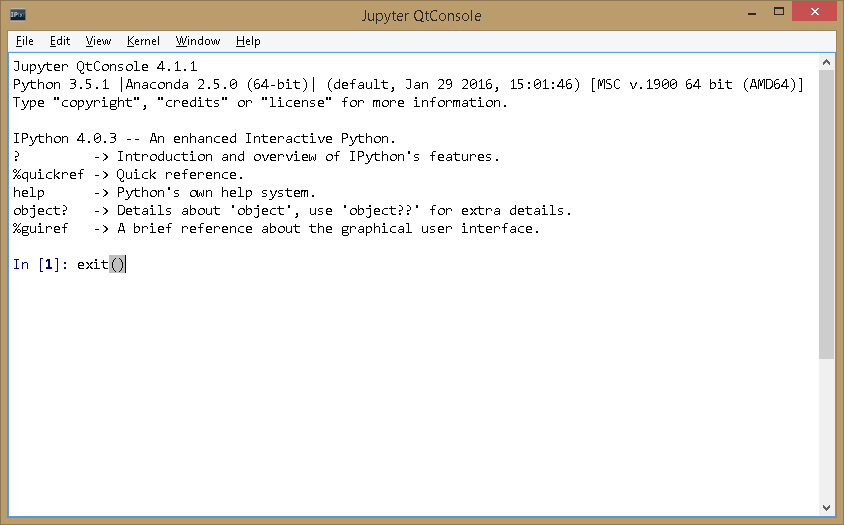 Jupyter QtConsole
File Edit View Kernel Window Help
Jupyter QtConsole 4.1.1
Python 3.5.1 |Anaconda 2.5.0 (64-bit)| (default, Jan 29 2016, 15:01:46) [MSC v.1900 64 bit (AMD64)]
Type "copyright", "credits" or "license" for more information.
IPython 4.0.3 -- An enhanced Interactive Python.
?         -> Introduction and overview of IPython's features.
%quickref -> Quick reference.
help      -> Python's own help system.
object?   -> Details about 'object', use 'object??' for extra details.
%guiref   -> A brief reference about the graphical user interface.
In [1]: exit()